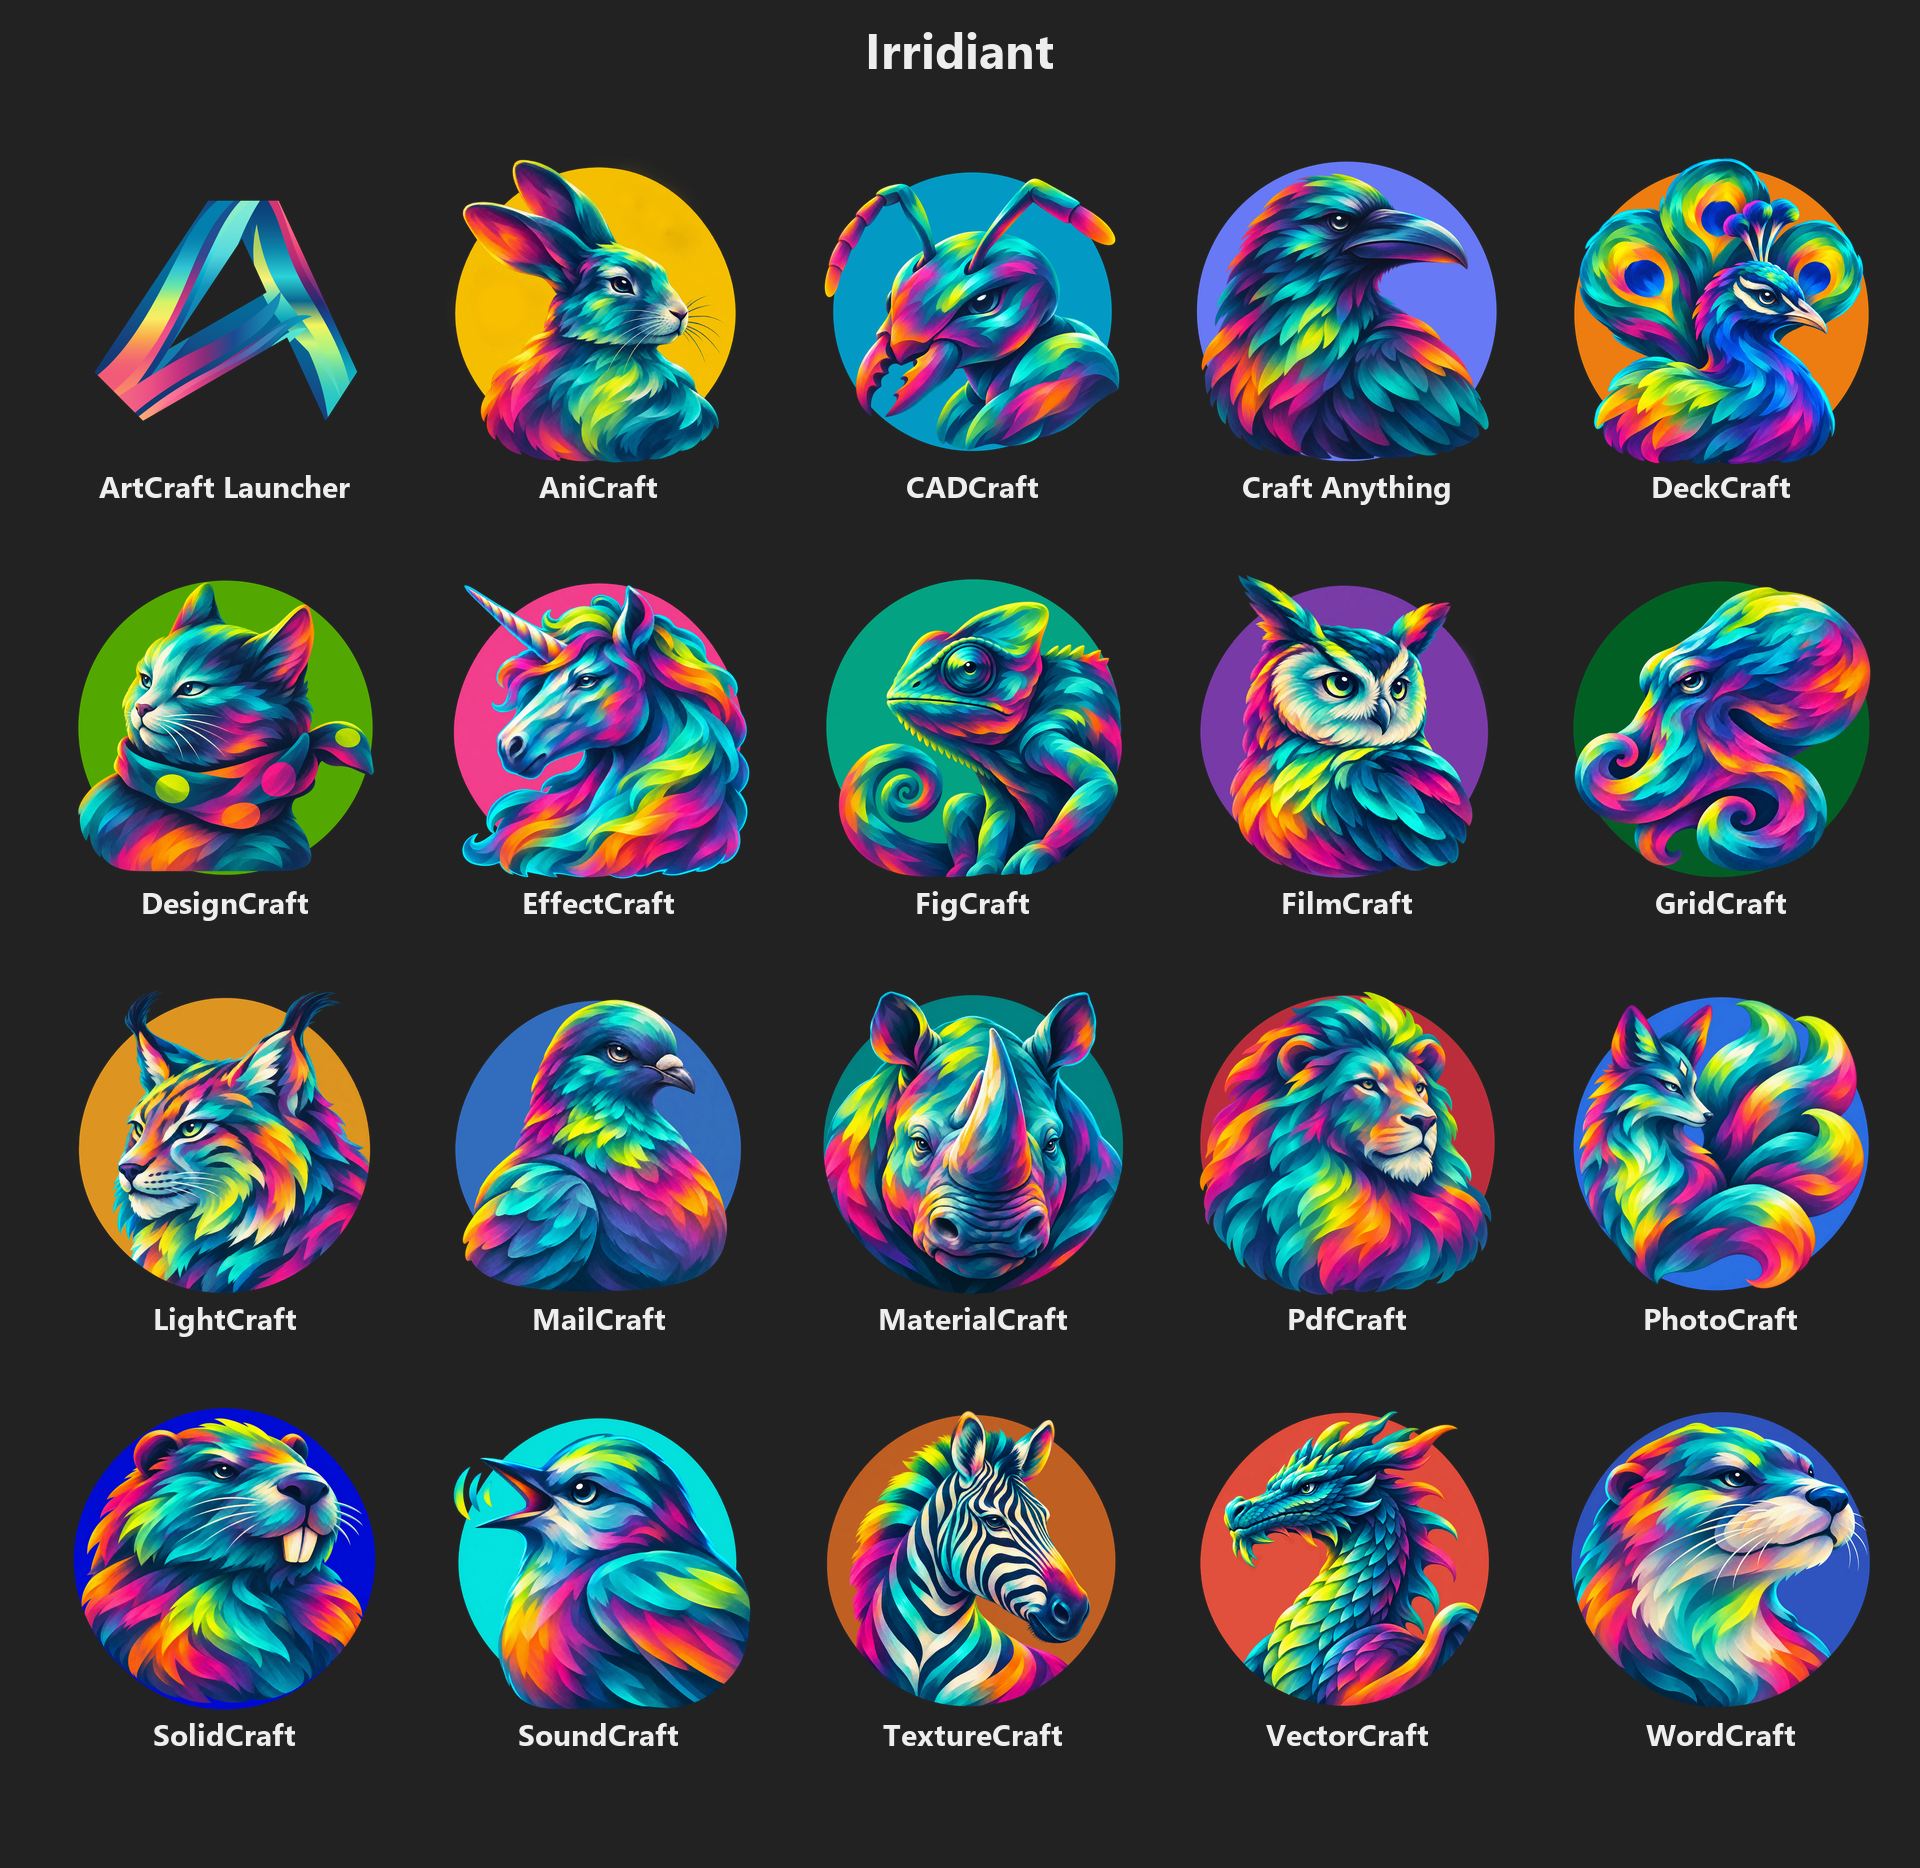 Irridiant
ArtCraft Launcher
AniCraft
CADCraft
Craft Anything
DeckCraft
DesignCraft
EffectCraft
FigCraft
FilmCraft
GridCraft
LightCraft
MailCraft
MaterialCraft
PdfCraft
PhotoCraft
SolidCraft
SoundCraft
TextureCraft
VectorCraft
WordCraft